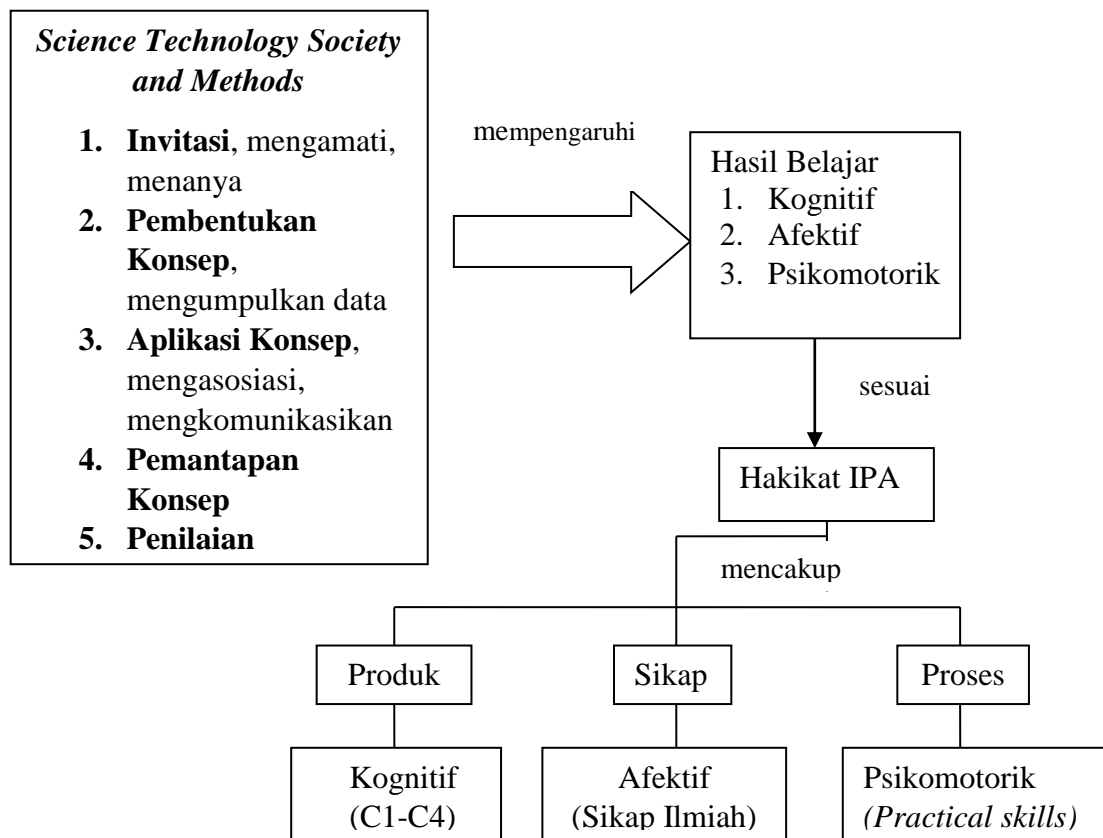 Science Technology Society
and Methods
1. Invitasi, mengamati,
menanya
2. Pembentukan
Konsep,
mengumpulkan data
3. Aplikasi Konsep,
mengasosiasi,
mengkomunikasikan
4. Pemantapan
Konsep
5. Penilaian
mempengaruhi
Hasil Belajar
1. Kognitif
2. Afektif
3. Psikomotorik
sesuai
Hakikat IPA
mencakup
Produk
Sikap
Proses
Kognitif
(C1-C4)
Afektif
(Sikap Ilmiah)
Psikomotorik
(Practical skills)